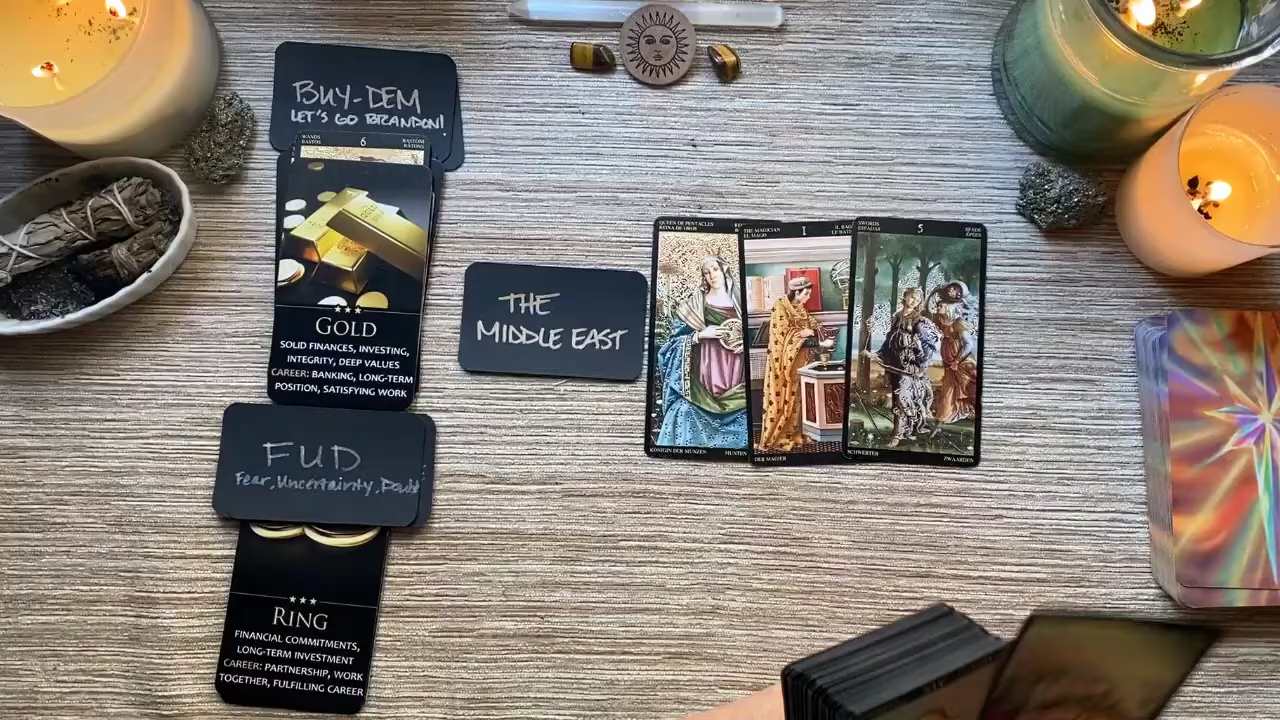 BUY-DEM
LET'S GO BRANDON!
WANDS
BASTOS
6
BASTONI
BÂTONS
GOLD
SOLID FINANCES, INVESTING,
INTEGRITY, DEEP VALUES
CAREER: BANKING, LONG-TERM
POSITION, SATISFYING WORK
FUD
Fear, Uncertainty, Doubt
RING
FINANCIAL COMMITMENTS,
LONG-TERM INVESTMENT
CAREER: PARTNERSHIP, WORK
TOGETHER, FULFILLING CAREER
THE
MIDDLE EAST
QUEEN DE PENTACLES
REINA DE OROS
KÖNIGIN DER MÜNZEN
THE MAGICIAN
EL MAGO
I
DER MAGIER
SWORDS
ESPADAS
5
SPADE
ÉPÉES
SCHWERTER
ZWAARDEN